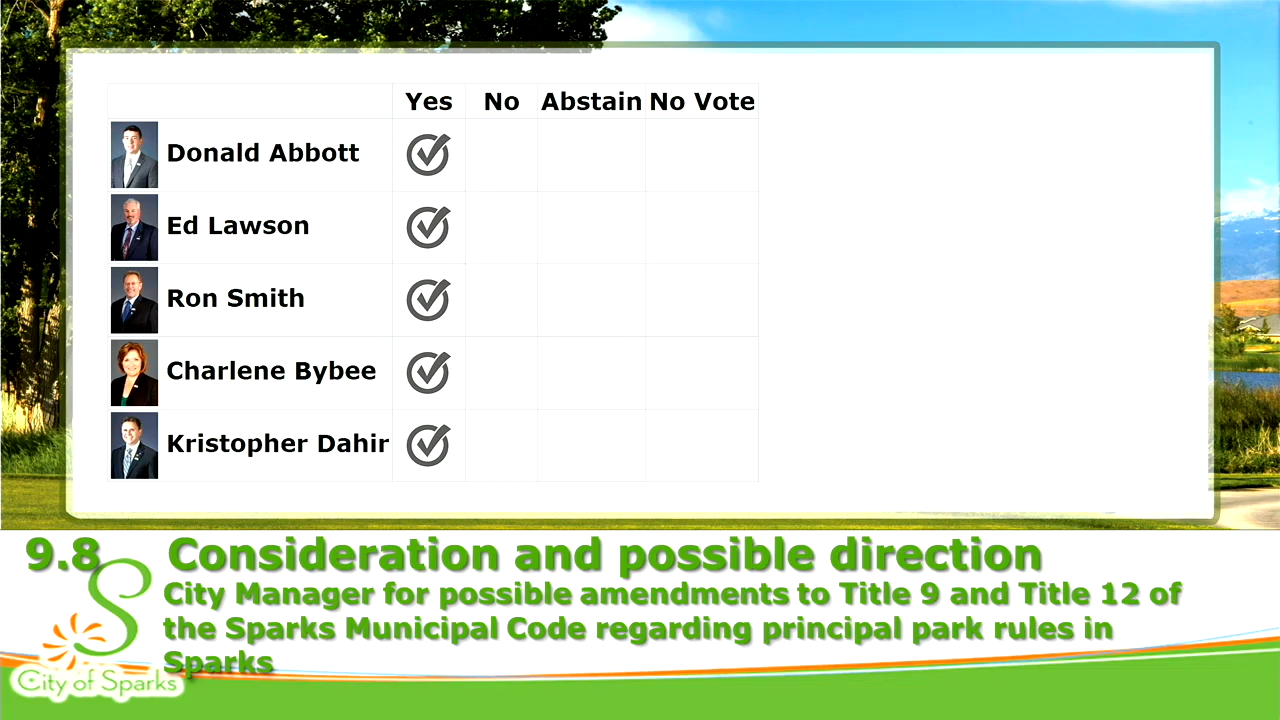 Yes No Abstain No Vote
Donald Abbott
Ed Lawson
Ron Smith
Charlene Bybee
Kristopher Dahir
9.8 Consideration and possible direction
City Manager for possible amendments to Title 9 and Title 12 of
the Sparks Municipal Code regarding principal park rules in
Sparks
S
City of Sparks